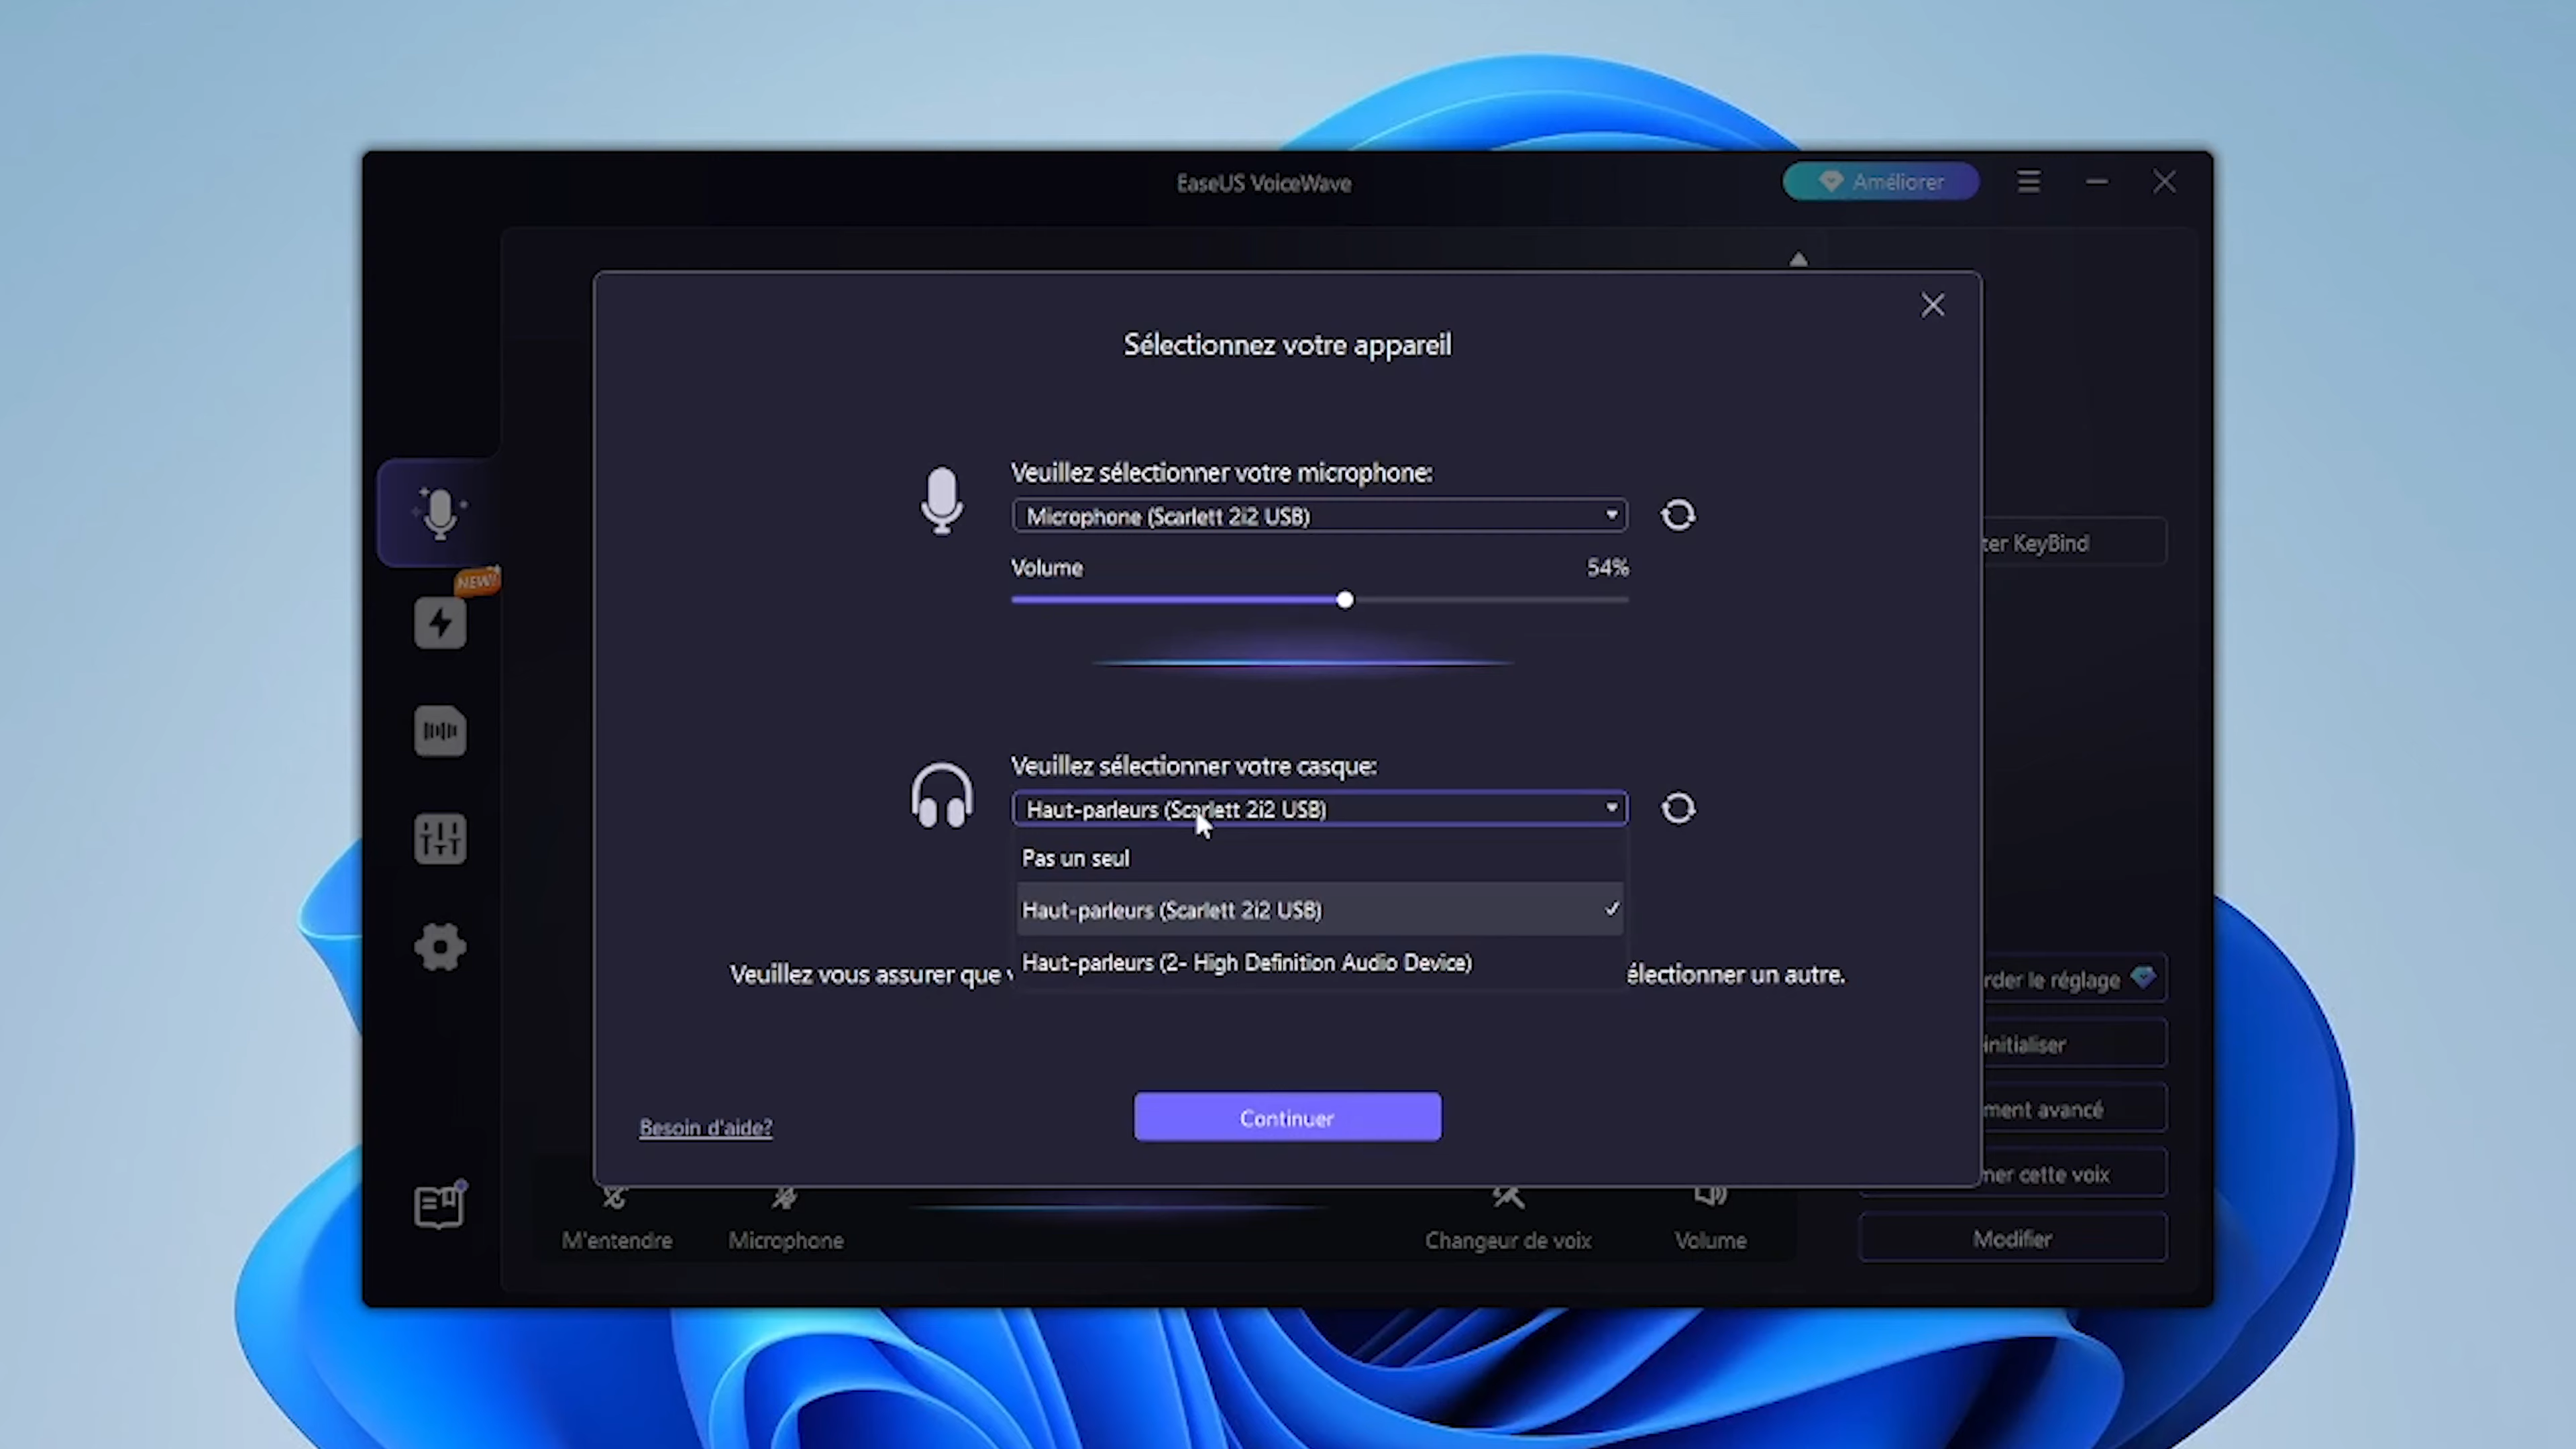 EaseUS VoiceWave
Améliorer
Sélectionnez votre appareil
Veuillez sélectionner votre microphone:
Microphone (Scarlett 2i2 USB)
Volume 54%
ter KeyBind
NEW!
Veuillez sélectionner votre casque:
Haut-parleurs (Scarlett 2i2 USB)
Pas un seul
Haut-parleurs (Scarlett 2i2 USB)
Haut-parleurs (2- High Definition Audio Device)
Veuillez vous assurer que électionner un autre.
rder le réglage
initialiser
ment avancé
mer cette voix
Modifier
Continuer
Besoin d'aide?
M'entendre
Microphone
Changeur de voix
Volume